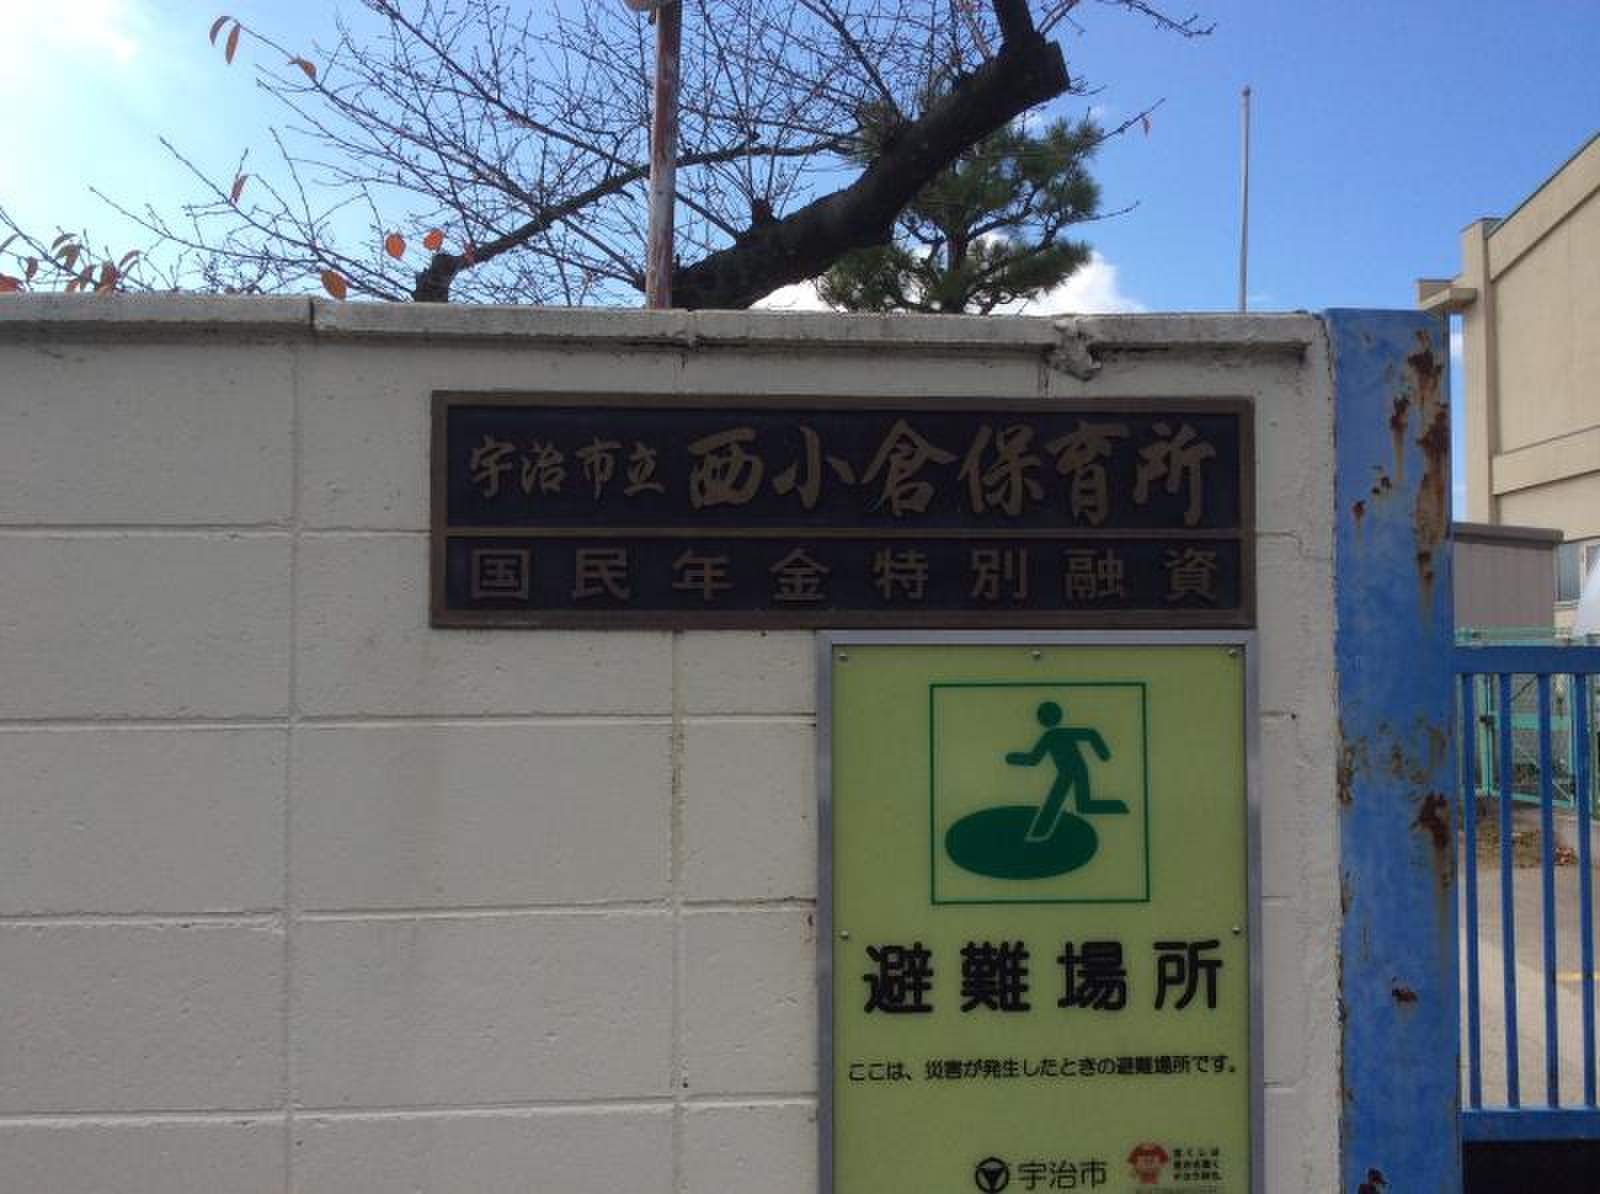 宇治市立 西小倉保育所
国民年金特別融資
避難場所
ここは、災害が発生したときの避難場所です。
宇治市